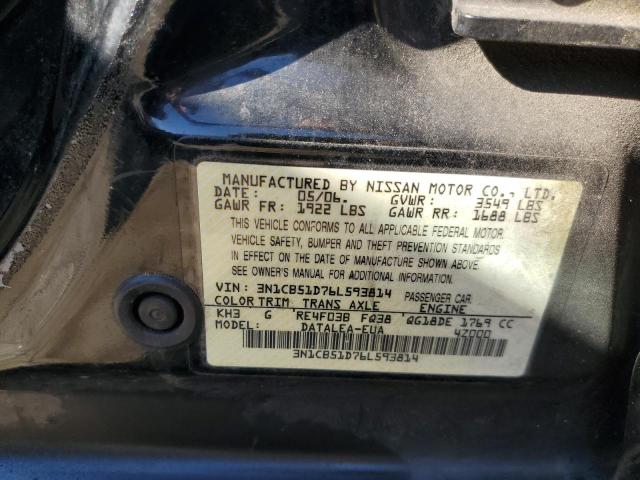 MANUFACTURED BY NISSAN MOTOR CO., LTD.
DATE: 05/06. GVWR: 3549 LBS
GAWR FR: 1922 LBS GAWR RR: 1688 LBS
THIS VEHICLE CONFORMS TO ALL APPLICABLE FEDERAL MOTOR
VEHICLE SAFETY, BUMPER AND THEFT PREVENTION STANDARDS
IN EFFECT ON THE DATE OF MANUFACTURE SHOWN ABOVE.
SEE OWNER'S MANUAL FOR ADDITIONAL INFORMATION.
VIN: 3N1CB51D76L593814 PASSENGER CAR
COLOR TRIM TRANS AXLE ENGINE
KH3 G RE4F03B FQ38 QG18DE 1769 CC
MODEL: DATALEA-EUA 4Z000
3N1CB51D76L593814